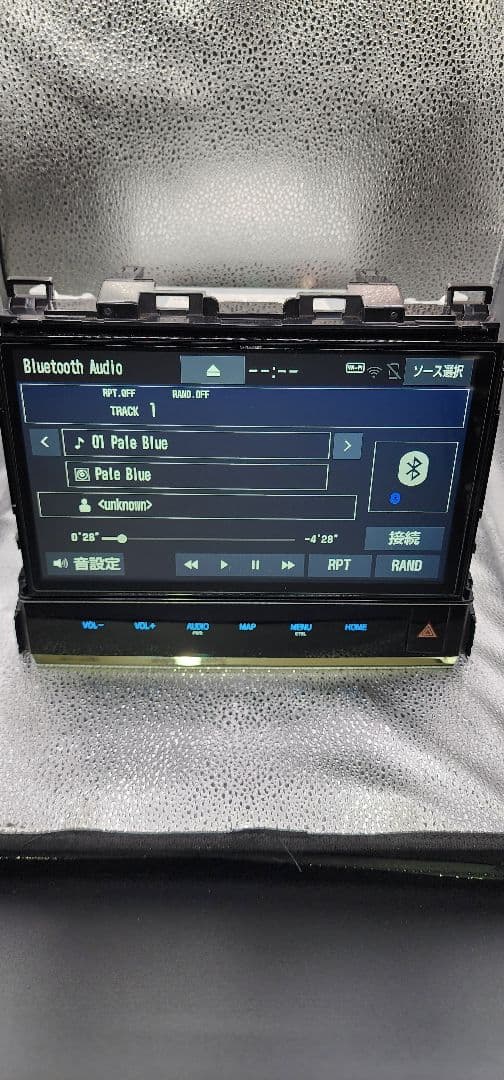 Bluetooth Audio
--:--
ソース選択
RPT.OFF RAND.OFF
TRACK 1
01 Pale Blue
Pale Blue
<unknown>
0'28" -4'28"
接続
音設定
RPT
RAND
VOL- VOL+ AUDIO MAP MENU HOME